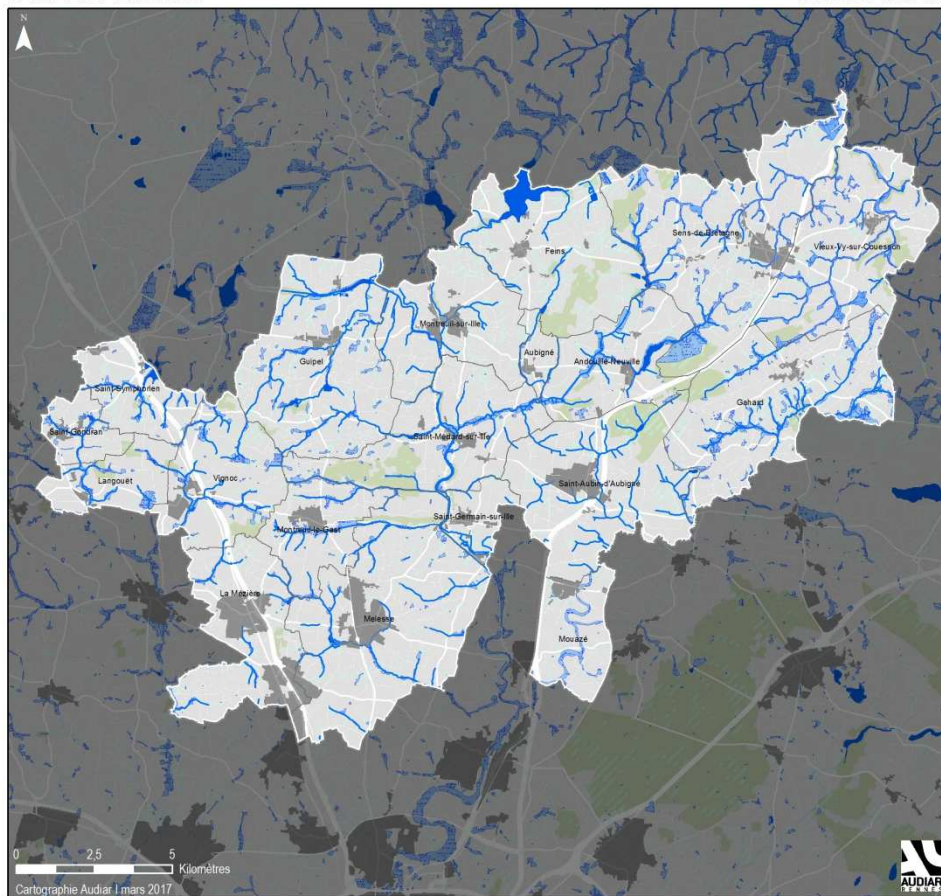 N
Sens-de-Bretagne
Vieux-Vy-sur-Couesnon
Feins
Montreuil-sur-Ille
Guipel
Aubigné
Andouillé-Neuville
Saint-Symphorien
Gahard
Saint-Gondran
Saint-Médard-sur-Ille
Langouët
Vignoc
Saint-Aubin-d'Aubigné
Saint-Germain-sur-Ille
Montreuil-le-Gast
La Mézière
Melesse
Mouazé
0 2,5 5
Kilomètres
Cartographie Audiar I mars 2017
AUDIAR
RENNES